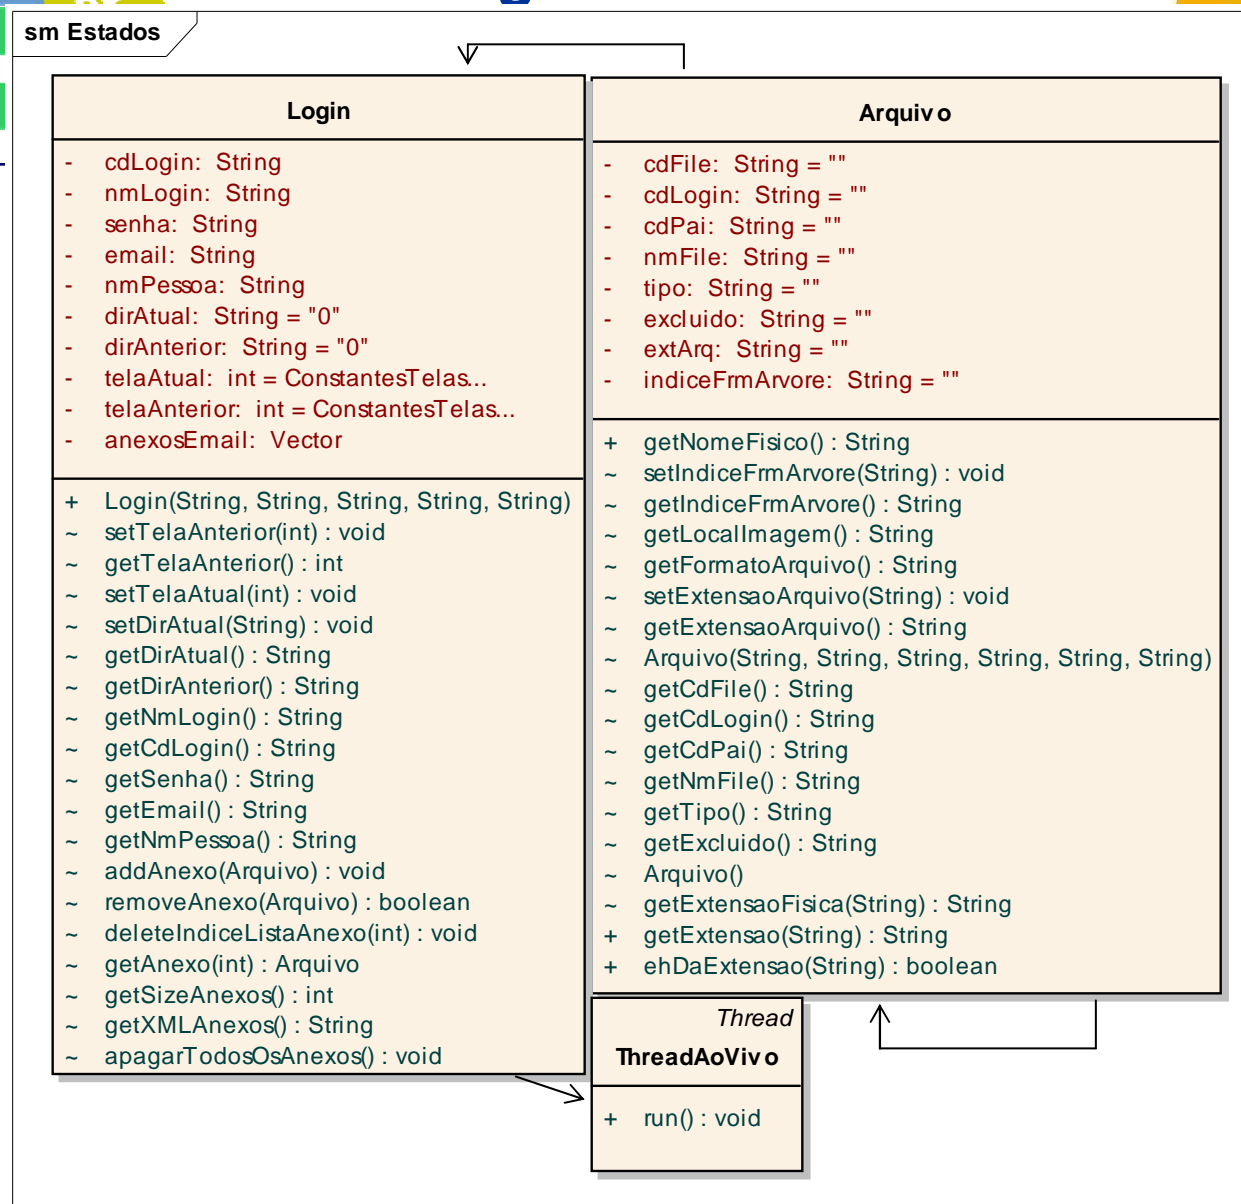 sm Estados
Login
- cdLogin: String
- nmLogin: String
- senha: String
- email: String
- nmPessoa: String
- dirAtual: String = "0"
- dirAnterior: String = "0"
- telaAtual: int = ConstantesTelas...
- telaAnterior: int = ConstantesTelas...
- anexosEmail: Vector
+ Login(String, String, String, String, String)
~ setTelaAnterior(int) : void
~ getTelaAnterior() : int
~ setTelaAtual(int) : void
~ setDirAtual(String) : void
~ getDirAtual() : String
~ getDirAnterior() : String
~ getNmLogin() : String
~ getCdLogin() : String
~ getSenha() : String
~ getEmail() : String
~ getNmPessoa() : String
~ addAnexo(Arquivo) : void
~ removeAnexo(Arquivo) : boolean
~ deleteIndiceListaAnexo(int) : void
~ getAnexo(int) : Arquivo
~ getSizeAnexos() : int
~ getXMLAnexos() : String
~ apagarTodosOsAnexos() : void
Arquivo
- cdFile: String = ""
- cdLogin: String = ""
- cdPai: String = ""
- nmFile: String = ""
- tipo: String = ""
- excluido: String = ""
- extArq: String = ""
- indiceFrmArvore: String = ""
+ getNomeFisico() : String
~ setIndiceFrmArvore(String) : void
~ getIndiceFrmArvore() : String
~ getLocalImagem() : String
~ getFormatoArquivo() : String
~ setExtensaoArquivo(String) : void
~ getExtensaoArquivo() : String
~ Arquivo(String, String, String, String, String, String)
~ getCdFile() : String
~ getCdLogin() : String
~ getCdPai() : String
~ getNmFile() : String
~ getTipo() : String
~ getExcluido() : String
~ Arquivo()
~ getExtensaoFisica(String) : String
+ getExtensao(String) : String
+ ehDaExtensao(String) : boolean
Thread
ThreadAoVivo
+ run() : void